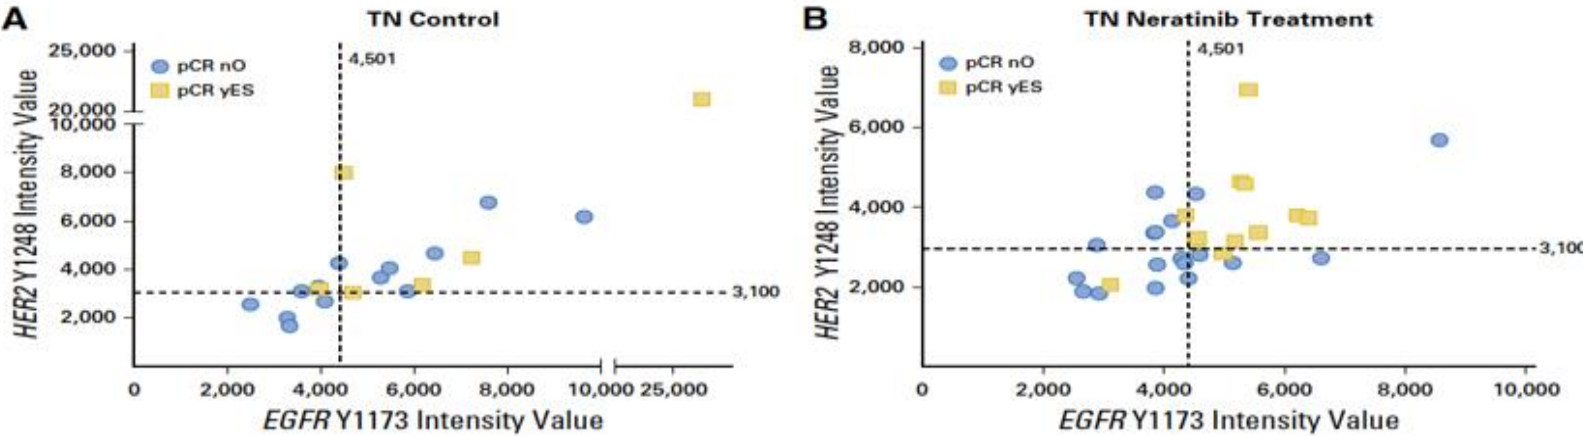 A
TN Control
HER2 Y1248 Intensity Value
25,000
20,000
10,000
8,000
6,000
4,000
2,000
pCR nO
pCR yES
4,501
3,100
0 2,000 4,000 6,000 8,000 10,000 25,000
EGFR Y1173 Intensity Value
B
TN Neratinib Treatment
HER2 Y1248 Intensity Value
8,000
6,000
4,000
2,000
pCR nO
pCR yES
4,501
3,100
0 2,000 4,000 6,000 8,000 10,000
EGFR Y1173 Intensity Value